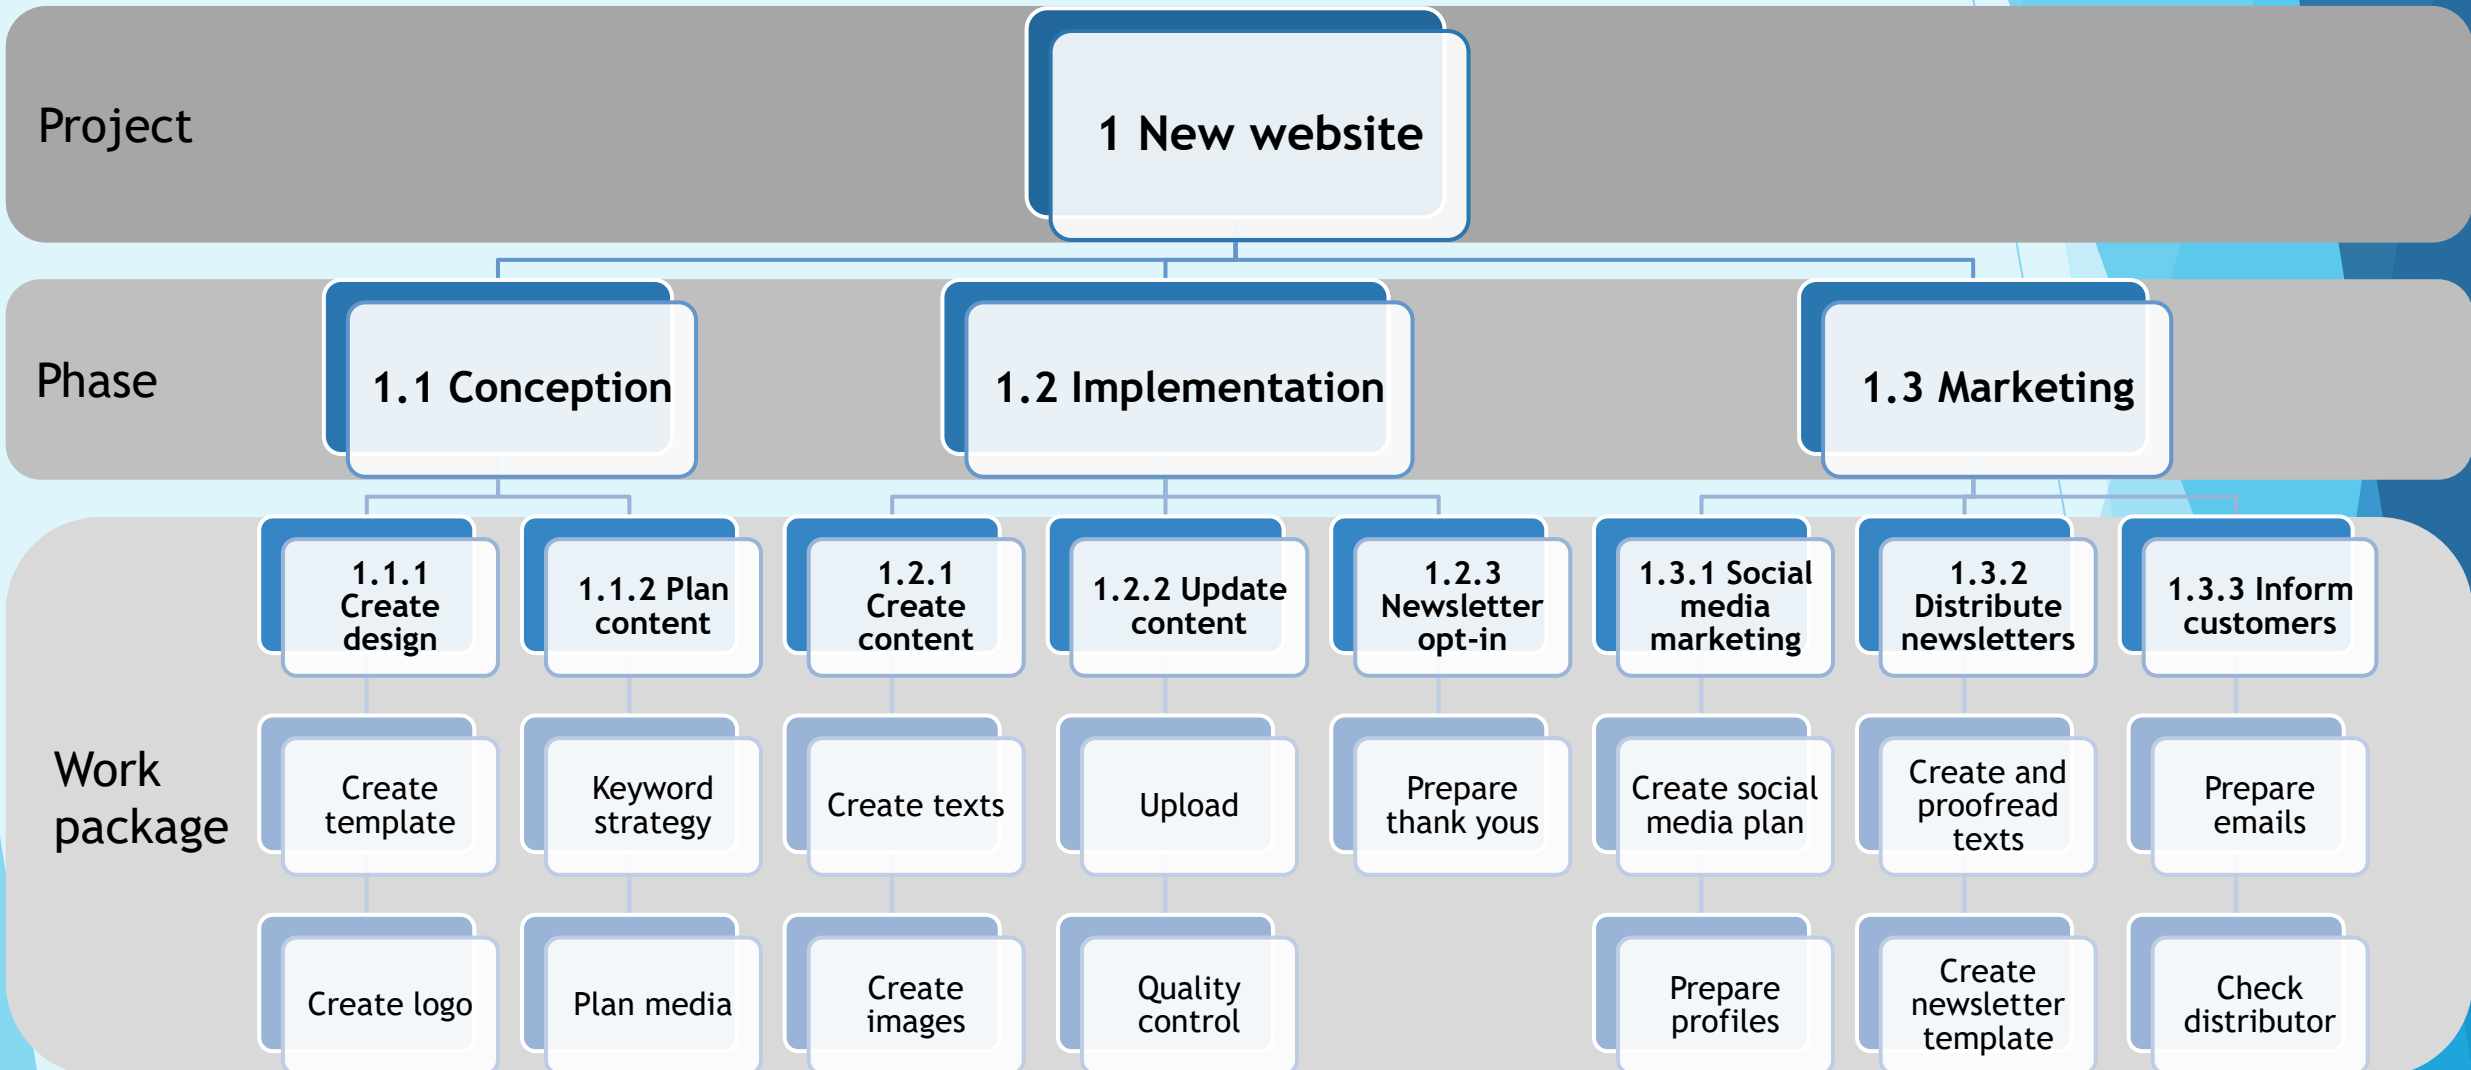 Project
1 New website
Phase
1.1 Conception
1.2 Implementation
1.3 Marketing
Work
package
1.1.1
Create
design
1.1.2 Plan
content
1.2.1
Create
content
1.2.2 Update
content
1.2.3
Newsletter
opt-in
1.3.1 Social
media
marketing
1.3.2
Distribute
newsletters
1.3.3 Inform
customers
Create
template
Keyword
strategy
Create texts
Upload
Prepare
thank yous
Create social
media plan
Create and
proofread
texts
Prepare
emails
Create logo
Plan media
Create
images
Quality
control
Prepare
profiles
Create
newsletter
template
Check
distributor